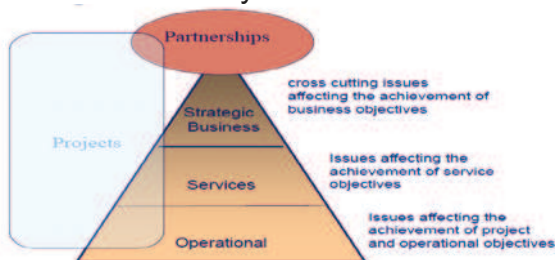 Partnerships
cross cutting issues
affecting the achievement of
business objectives
Strategic
Business
Projects
Issues affecting the
achievement of service
objectives
Services
Issues affecting the
achievement of project
and operational objectives
Operational